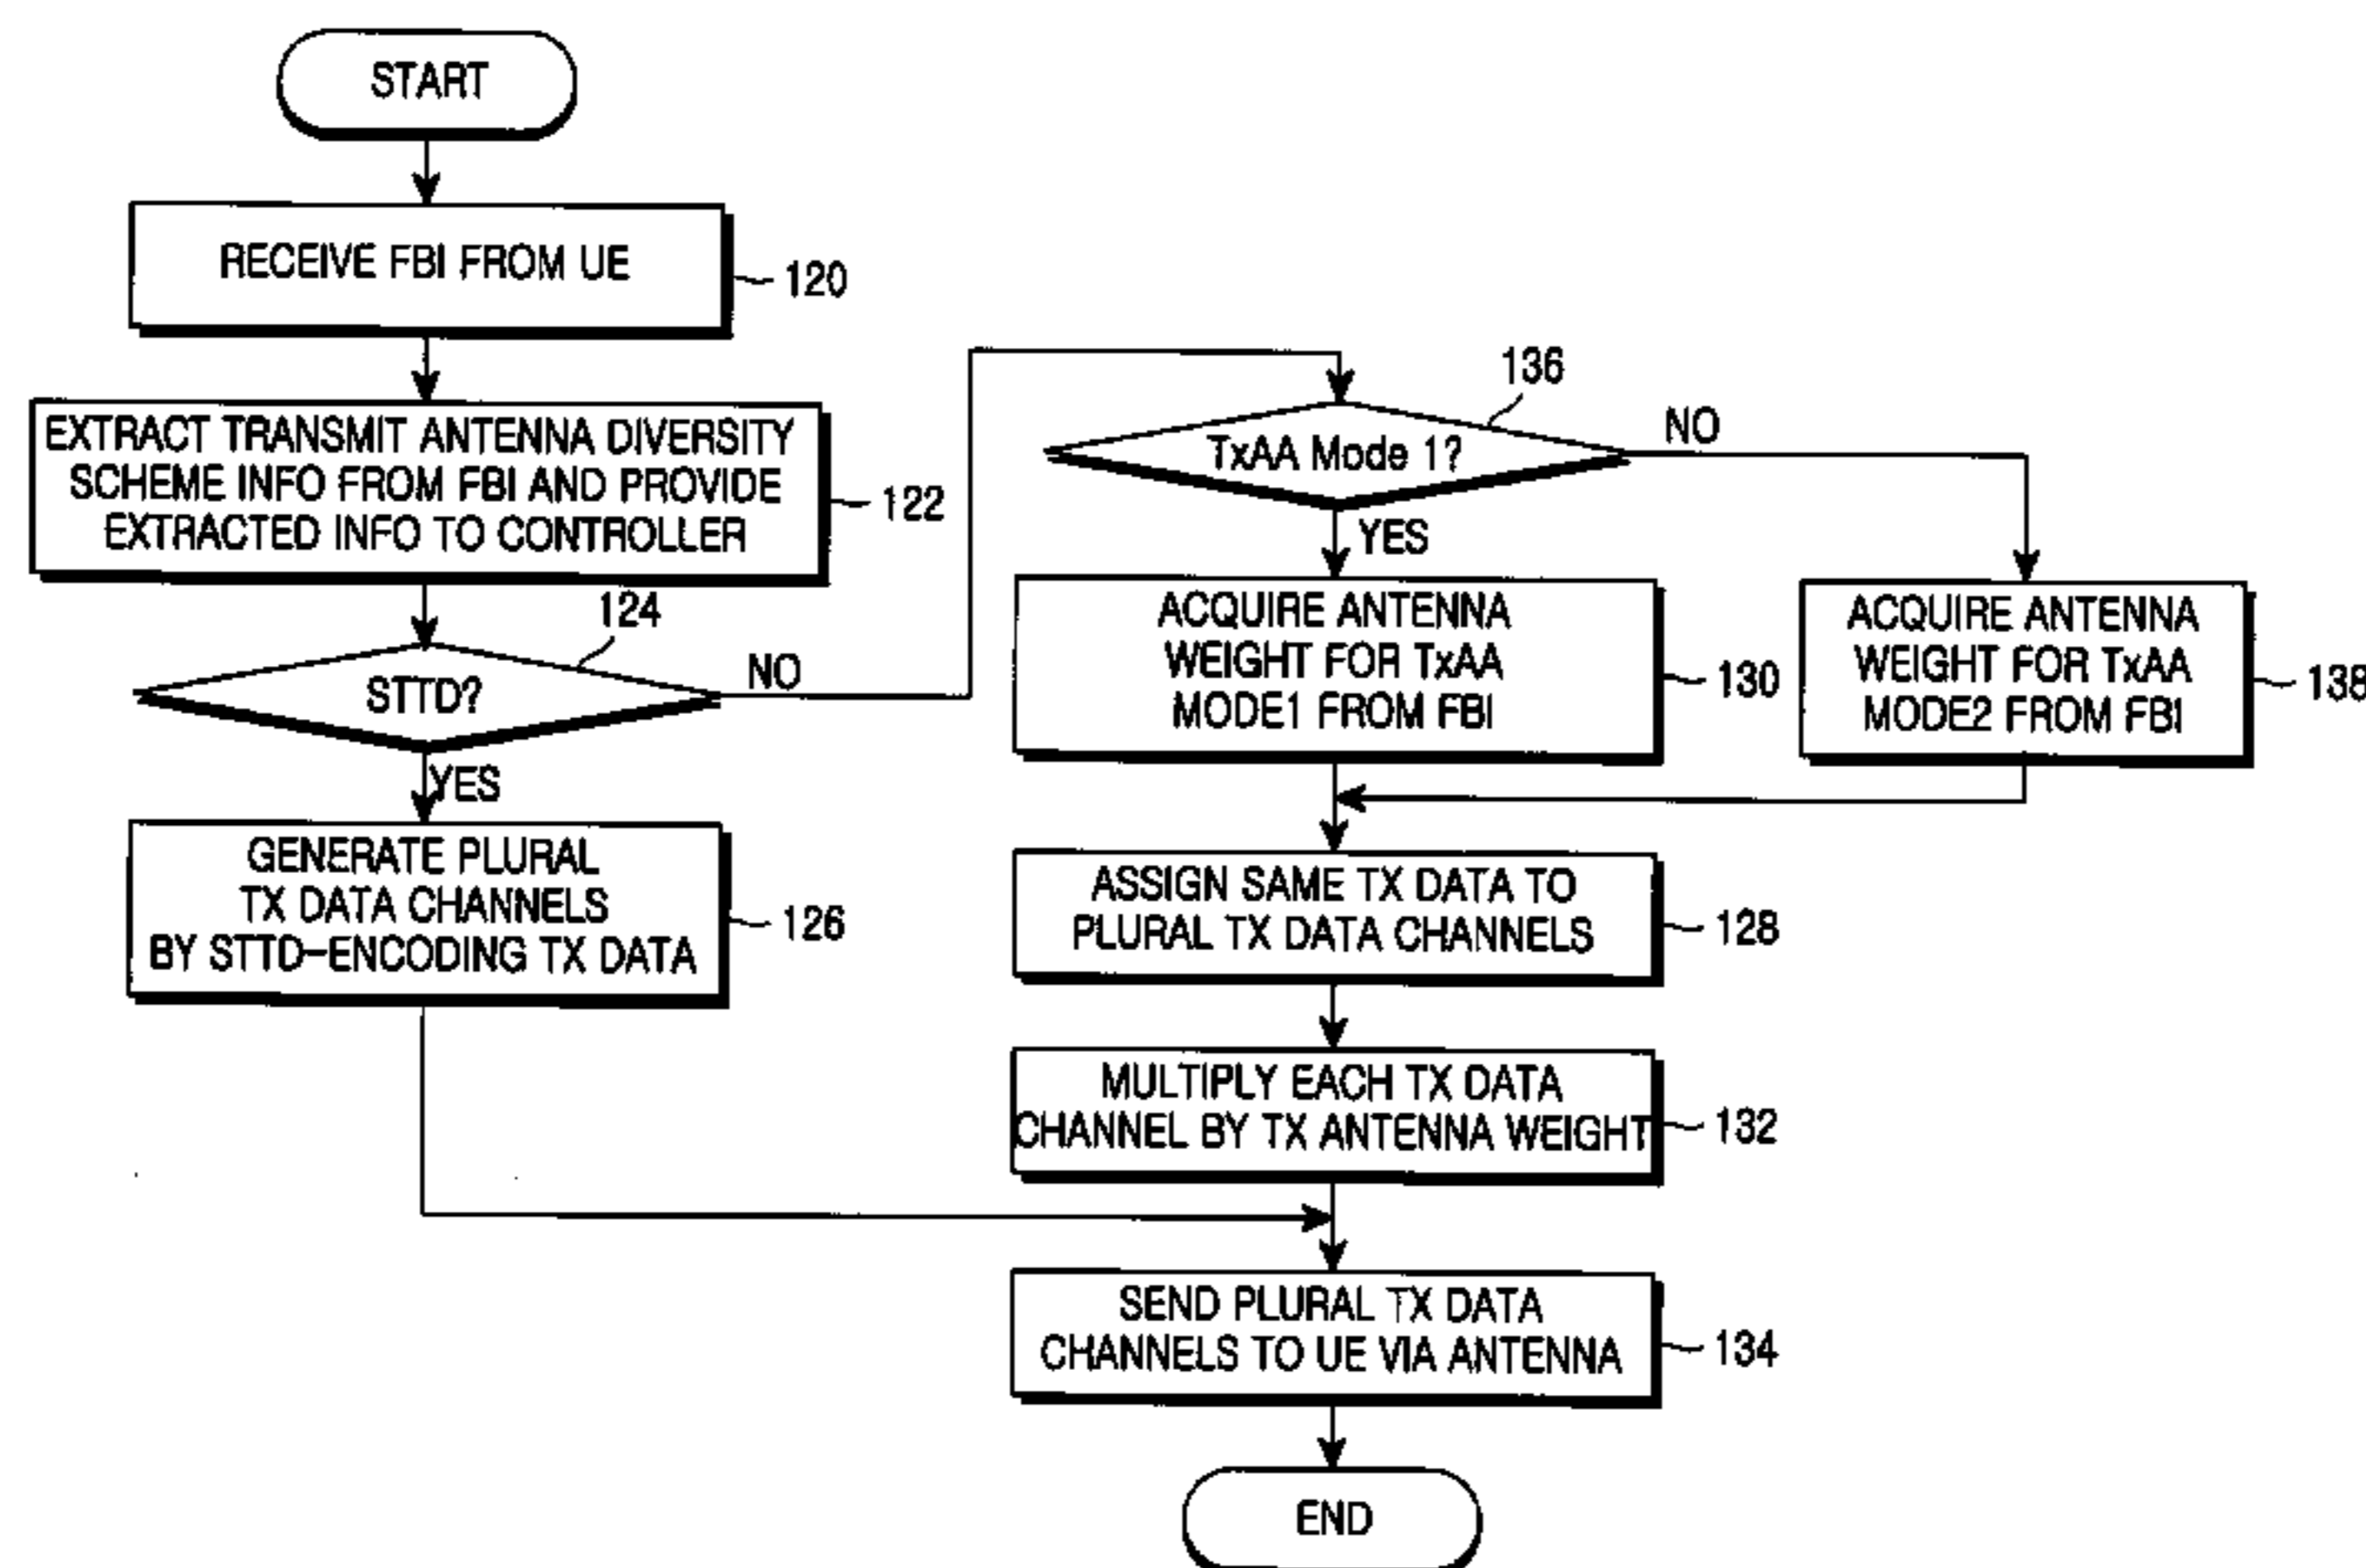 START
RECEIVE FBI FROM UE
120
EXTRACT TRANSMIT ANTENNA DIVERSITY
SCHEME INFO FROM FBI AND PROVIDE
EXTRACTED INFO TO CONTROLLER
122
124
STTD?
NO
YES
GENERATE PLURAL
TX DATA CHANNELS
BY STTD-ENCODING TX DATA
126
136
TxAA Mode 1?
NO
YES
ACQUIRE ANTENNA
WEIGHT FOR TxAA
MODE1 FROM FBI
130
ACQUIRE ANTENNA
WEIGHT FOR TxAA
MODE2 FROM FBI
138
ASSIGN SAME TX DATA TO
PLURAL TX DATA CHANNELS
128
MULTIPLY EACH TX DATA
CHANNEL BY TX ANTENNA WEIGHT
132
SEND PLURAL TX DATA
CHANNELS TO UE VIA ANTENNA
134
END